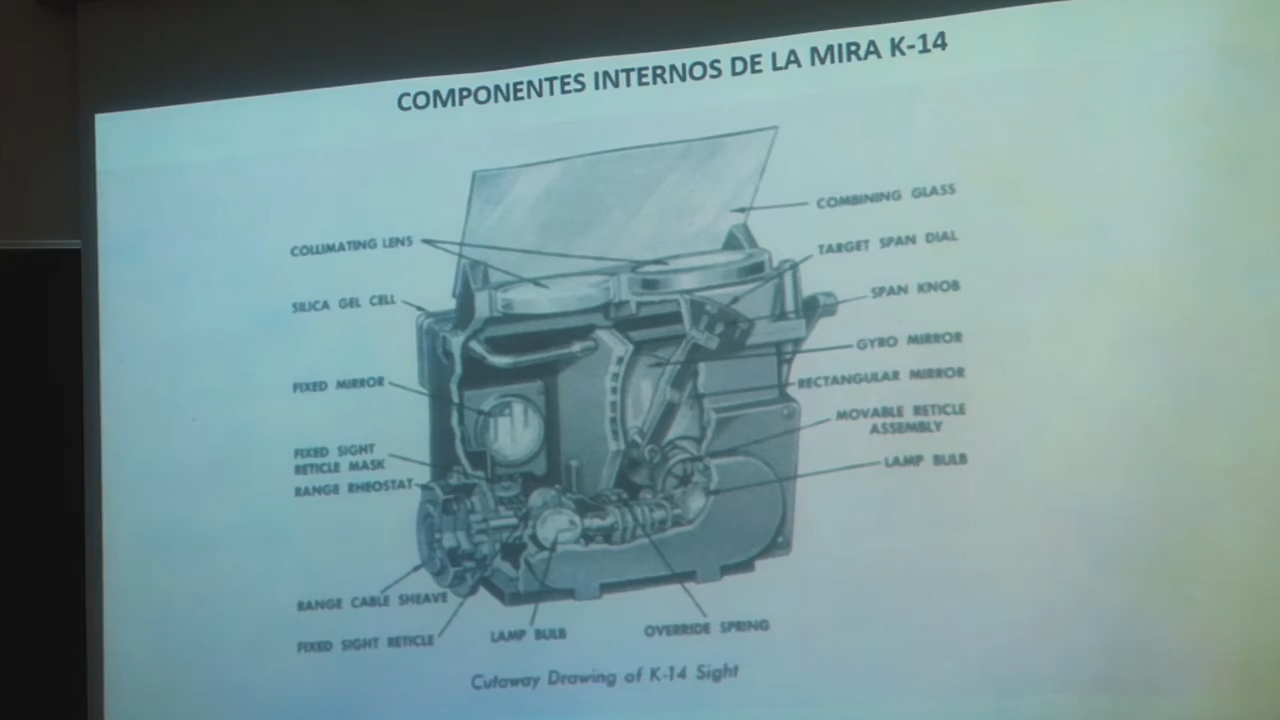 COMPONENTES INTERNOS DE LA MIRA K-14
COMBINING GLASS
COLLIMATING LENS
TARGET SPAN DIAL
SILICA GEL CELL
SPAN KNOB
GYRO MIRROR
FIXED MIRROR
RECTANGULAR MIRROR
MOVABLE RETICLE
ASSEMBLY
FIXED SIGHT
RETICLE MASK
LAMP BULB
RANGE RHEOSTAT
RANGE CABLE SHEAVE
FIXED SIGHT RETICLE
LAMP BULB
OVERRIDE SPRING
Cutaway Drawing of K-14 Sight